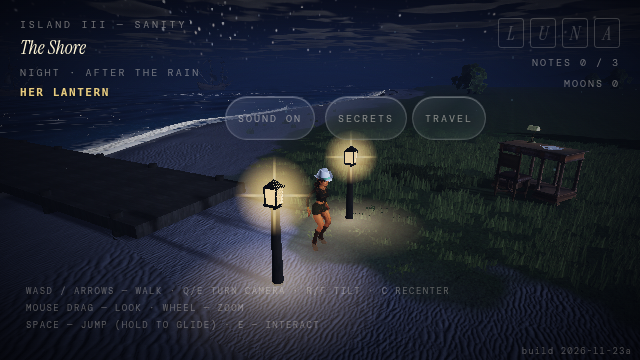 ISLAND III — SANITY
The Shore
NIGHT · AFTER THE RAIN
HER LANTERN
L U N A
NOTES 0 / 3
MOONS 0
SOUND ON
SECRETS
TRAVEL
WASD / ARROWS — WALK · Q/E TURN CAMERA · R/F TILT · C RECENTER
MOUSE DRAG — LOOK · WHEEL — ZOOM
SPACE — JUMP (HOLD TO GLIDE) · E — INTERACT
build 2026-11-23a